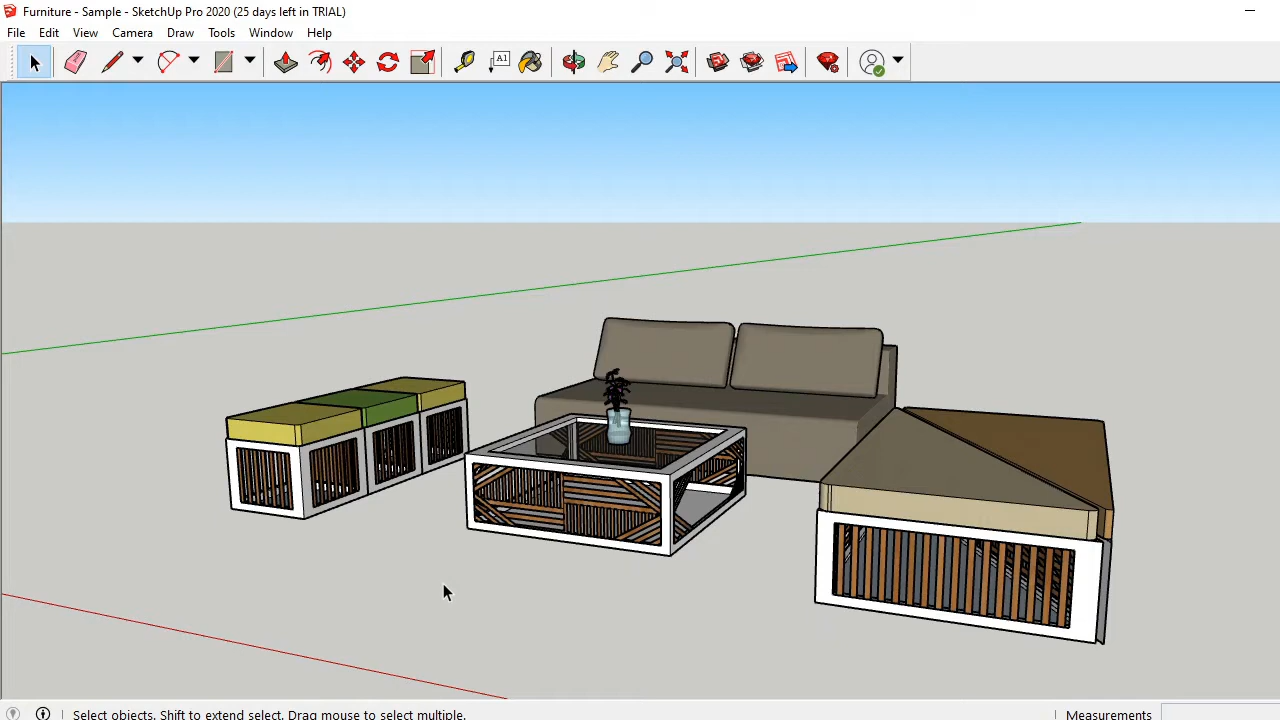 Furniture - Sample - SketchUp Pro 2020 (25 days left in TRIAL)
File Edit View Camera Draw Tools Window Help
A1
Select objects. Shift to extend select. Drag mouse to select multiple.
Measurements